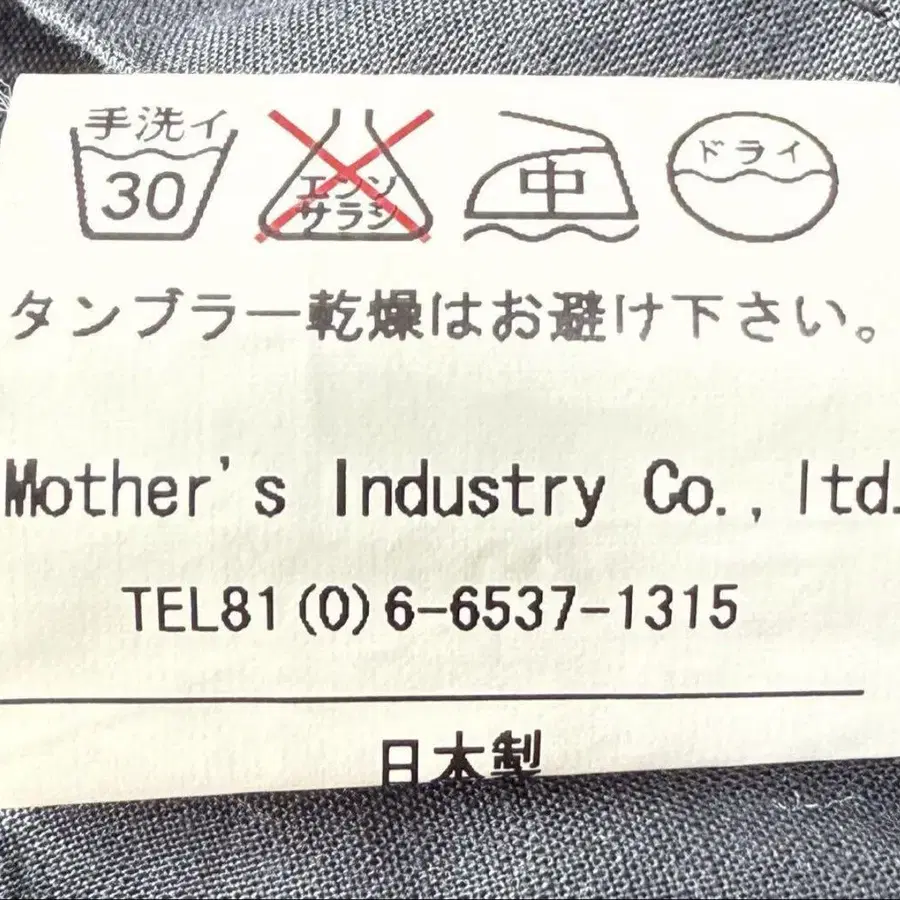 手洗イ 30 エンソサラシ 中 ドライ
タンブラー乾燥はお避け下さい。
Mother's Industry Co., ltd.
TEL81(0)6-6537-1315
日本製